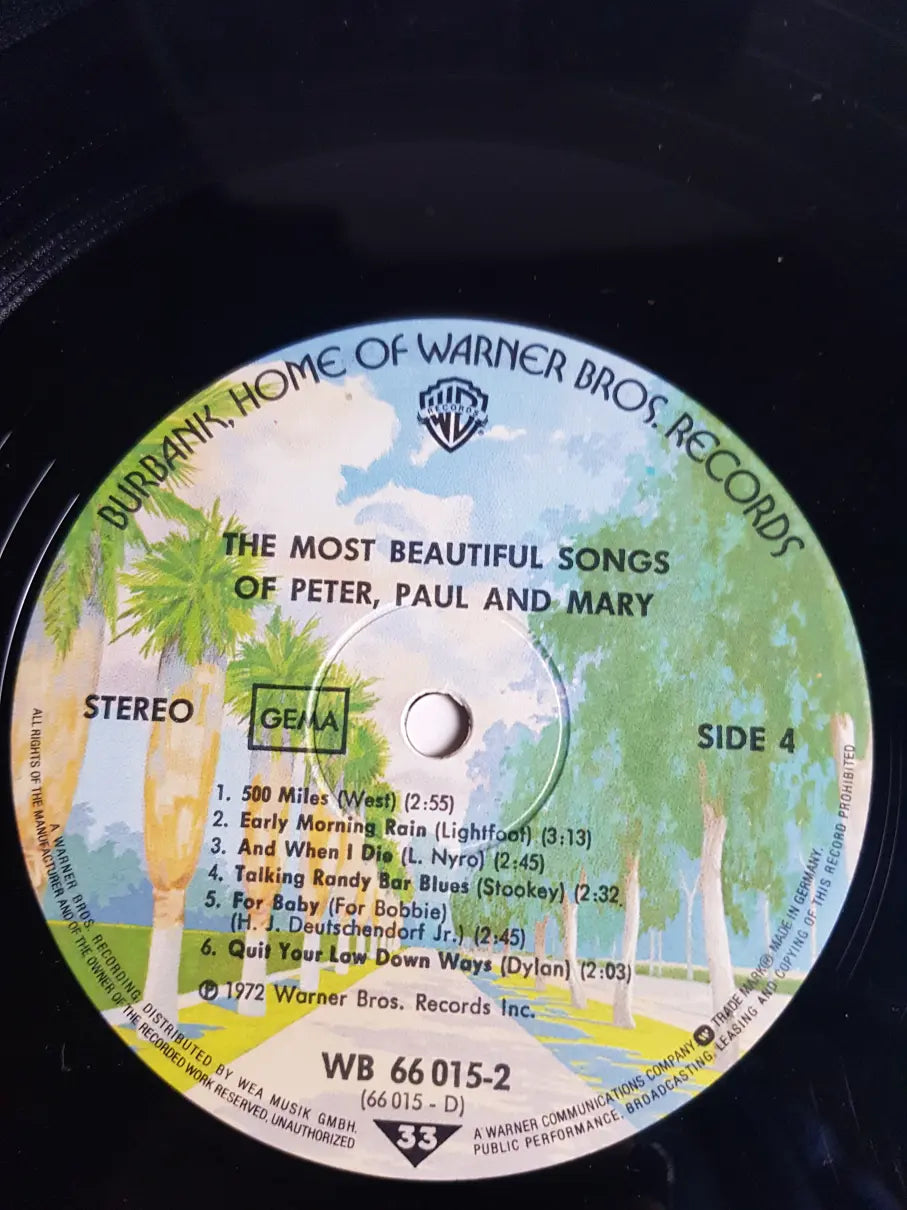 BURBANK, HOME OF WARNER BROS. RECORDS
WB
RECORDS
THE MOST BEAUTIFUL SONGS
OF PETER, PAUL AND MARY
STEREO
GEMA
SIDE 4
1. 500 Miles (West) (2:55)
2. Early Morning Rain (Lightfoot) (3:13)
3. And When I Die (L. Nyro) (2:45)
4. Talking Randy Bar Blues (Stookey) (2:32
5. For Baby (For Bobbie)
(H. J. Deutschendorf Jr.) (2:45)
6. Quit Your Low Down Ways (Dylan) (2:03)
℗ 1972 Warner Bros. Records Inc.
WB 66 015-2
(66 015 - D)
33
A WARNER BROS. RECORDING, DISTRIBUTED BY WEA MUSIK GMBH.
A WARNER COMMUNICATIONS COMPANY TRADE MARK® MADE IN GERMANY.
ALL RIGHTS OF THE MANUFACTURER AND OF THE OWNER OF THE RECORDED WORK RESERVED, UNAUTHORIZED
PUBLIC PERFORMANCE, BROADCASTING, LEASING AND COPYING OF THIS RECORD PROHIBITED